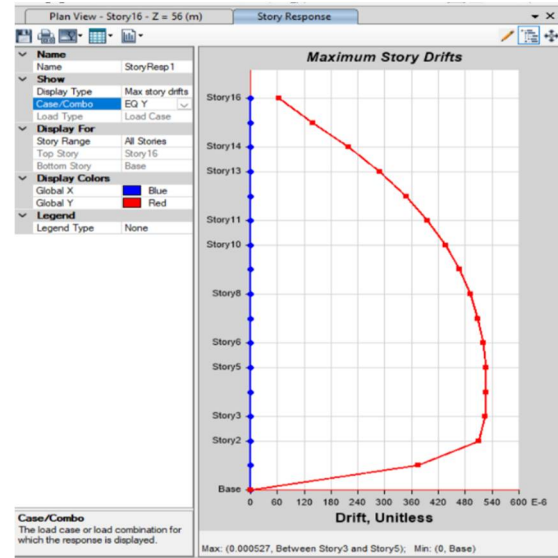 Plan View - Story16 - Z = 56 (m)
Story Response
Name
Name StoryResp1
Show
Display Type Max story drifts
Case/Combo EQ Y
Load Type Load Case
Display For
Story Range All Stories
Top Story Story16
Bottom Story Base
Display Colors
Global X Blue
Global Y Red
Legend
Legend Type None
Case/Combo
The load case or load combination for
which the response is displayed.
Maximum Story Drifts
Story16
Story14
Story13
Story11
Story10
Story8
Story6
Story5
Story3
Story2
Base
0 60 120 180 240 300 360 420 480 540 600 E-6
Drift, Unitless
Max: (0.000527, Between Story3 and Story5); Min: (0, Base)